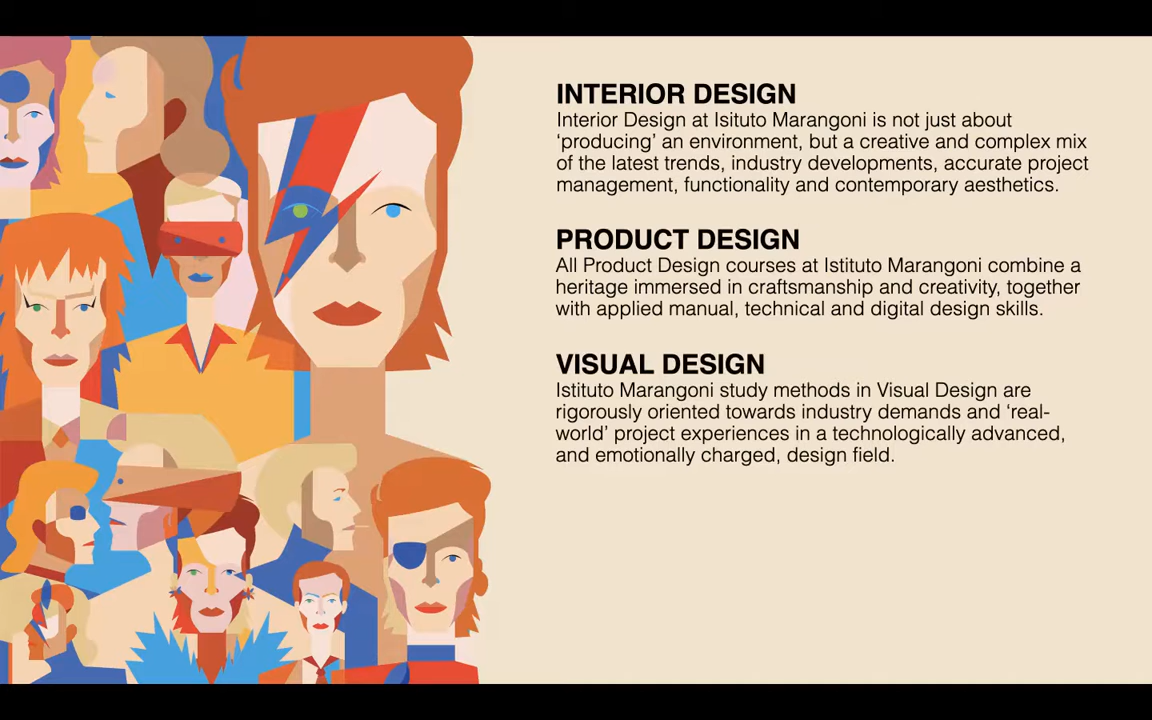 INTERIOR DESIGN
Interior Design at Isituto Marangoni is not just about
‘producing’ an environment, but a creative and complex mix
of the latest trends, industry developments, accurate project
management, functionality and contemporary aesthetics.
PRODUCT DESIGN
All Product Design courses at Istituto Marangoni combine a
heritage immersed in craftsmanship and creativity, together
with applied manual, technical and digital design skills.
VISUAL DESIGN
Istituto Marangoni study methods in Visual Design are
rigorously oriented towards industry demands and ‘real-
world’ project experiences in a technologically advanced,
and emotionally charged, design field.